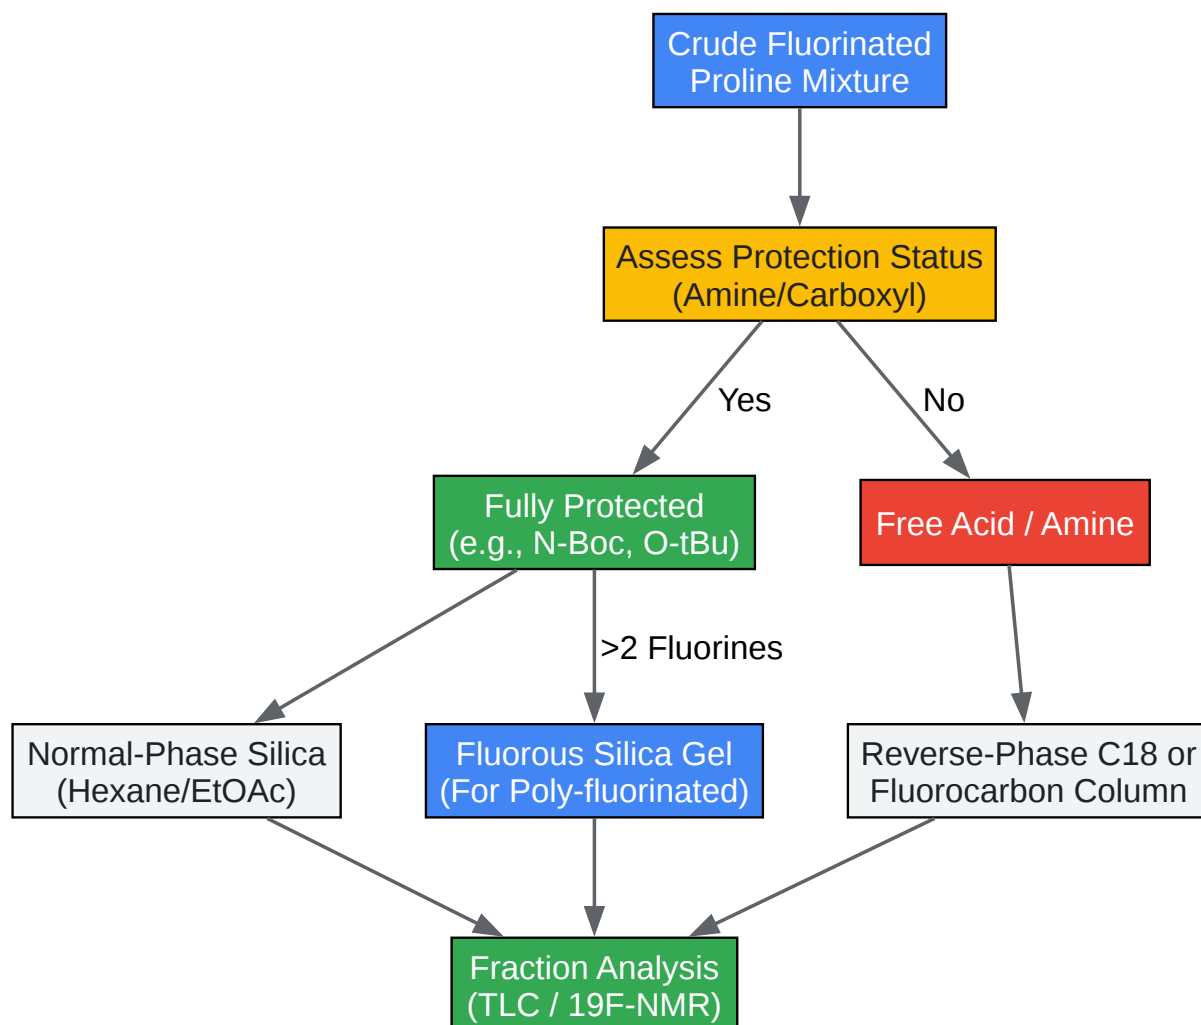 Crude Fluorinated
Proline Mixture
Assess Protection Status
(Amine/Carboxyl)
Yes
No
Fully Protected
(e.g., N-Boc, O-tBu)
Free Acid / Amine
>2 Fluorines
Normal-Phase Silica
(Hexane/EtOAc)
Fluorous Silica Gel
(For Poly-fluorinated)
Reverse-Phase C18 or
Fluorocarbon Column
Fraction Analysis
(TLC / 19F-NMR)